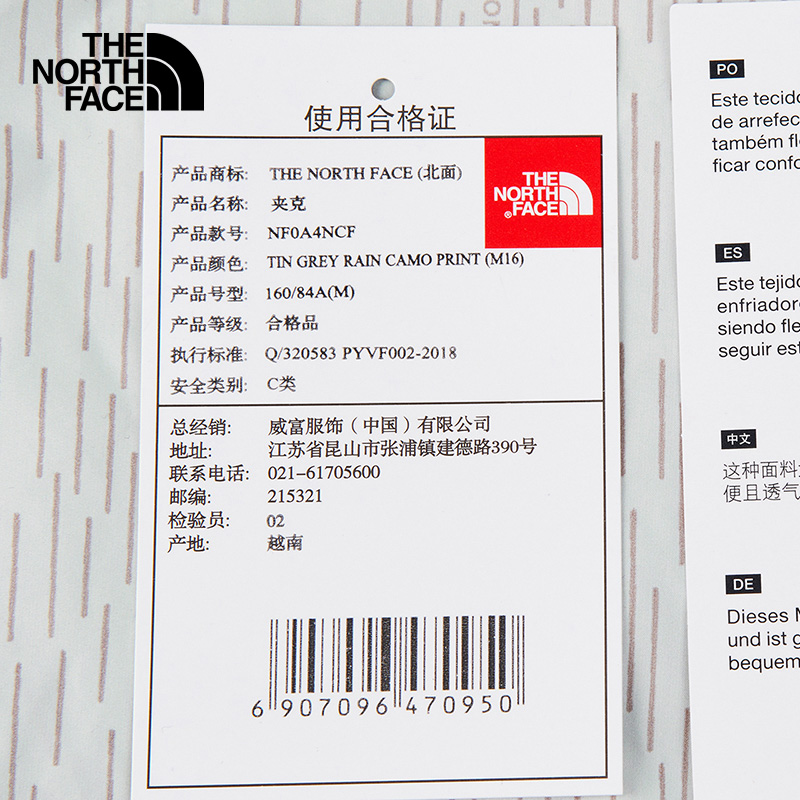 THE
NORTH
FACE
使用合格证
产品商标: THE NORTH FACE (北面)
产品名称: 夹克
产品款号: NF0A4NCF
产品颜色: TIN GREY RAIN CAMO PRINT (M16)
产品号型: 160/84A(M)
产品等级: 合格品
执行标准: Q/320583 PYVF002-2018
安全类别: C类
THE
NORTH
®FACE
总经销: 威富服饰（中国）有限公司
地址: 江苏省昆山市张浦镇建德路390号
联系电话: 021-61705600
邮编: 215321
检验员: 02
产地: 越南
6 907096 470950
PO
Este tecido
de arrefec
também fl
ficar confo
ES
Este tejido
enfriador
siendo fle
seguir est
中文
这种面料
便且透气
DE
Dieses M
und ist g
bequem